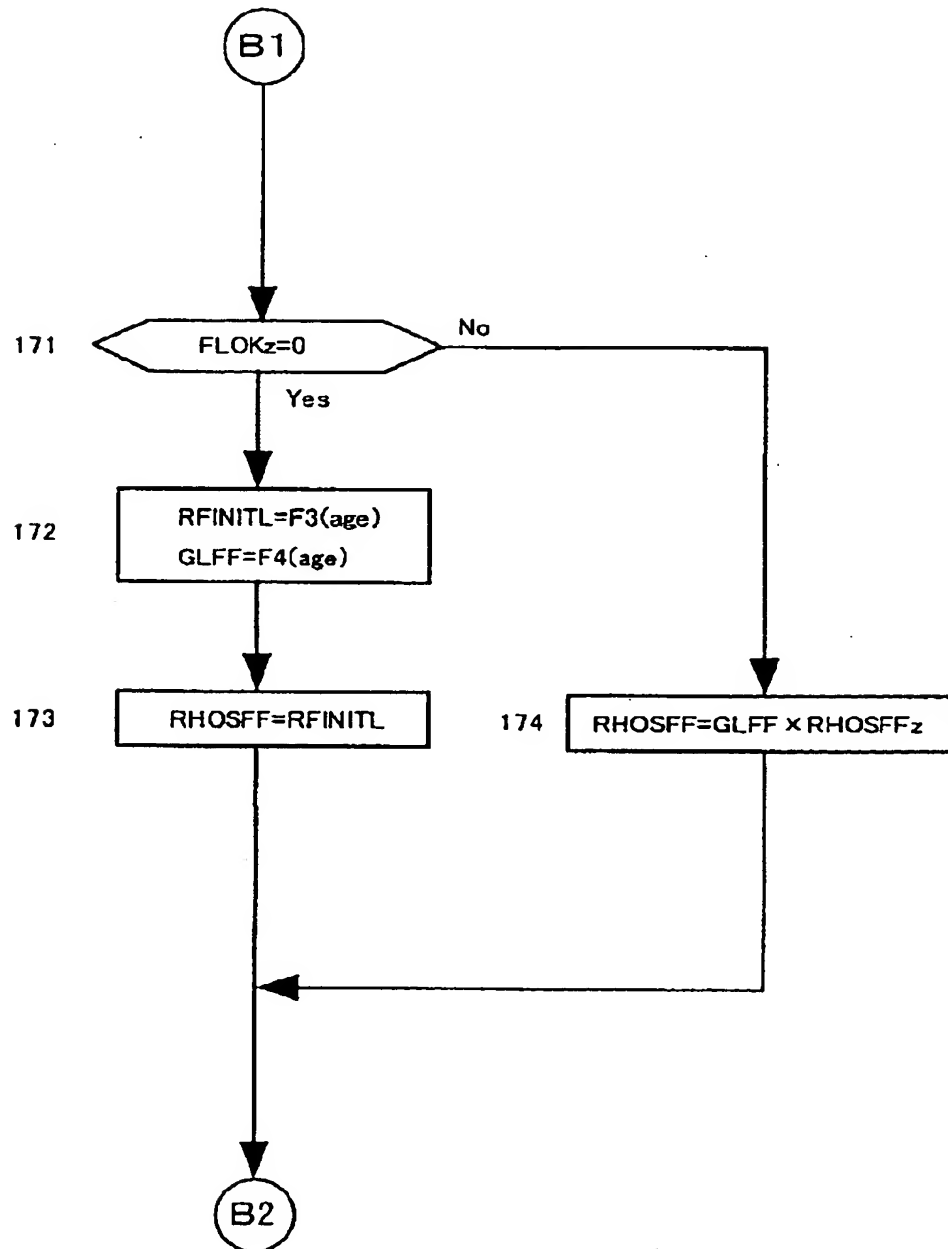 B1
171
FLOKz=0
No
Yes
172
RFINITL=F3(age)
GLFF=F4(age)
173
RHOSFF=RFINITL
174
RHOSFF=GLFF×RHOSFFz
B2